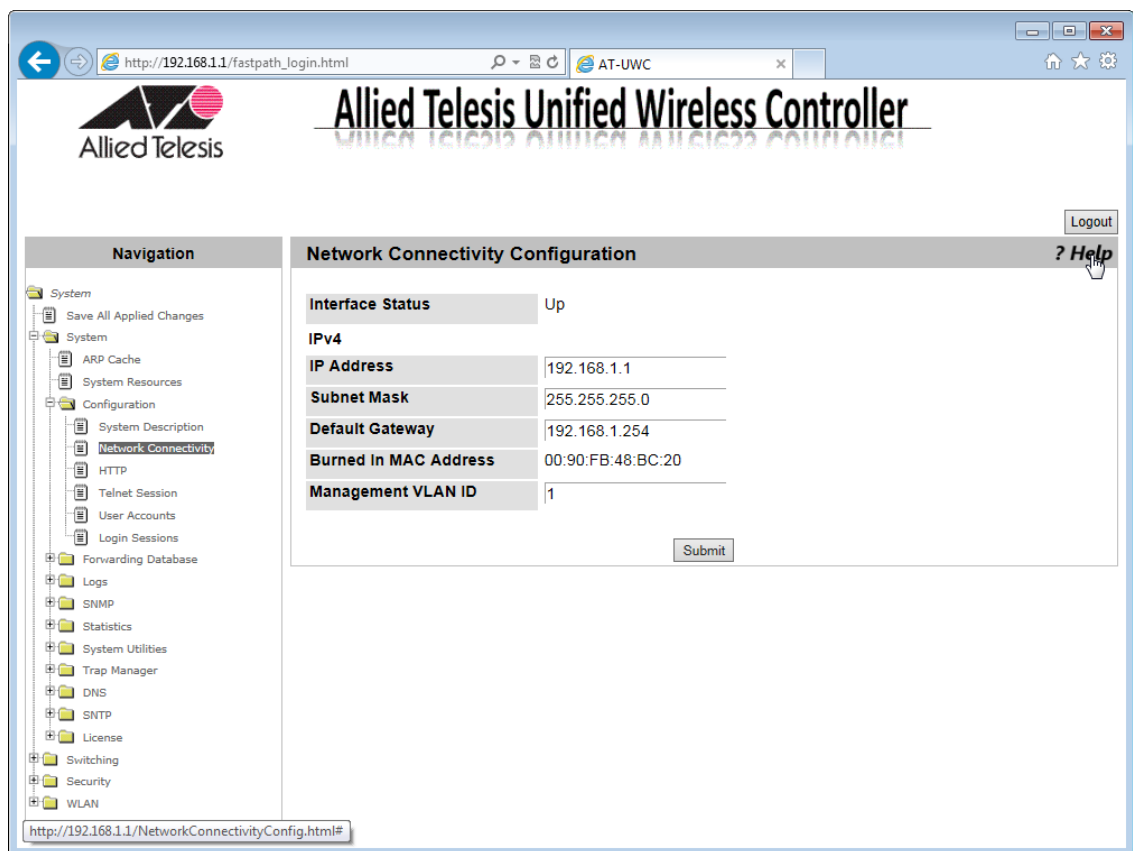 http://192.168.1.1/fastpath_login.html
AT-UWC
Allied Telesis
Allied Telesis Unified Wireless Controller
Logout
Navigation
System
Save All Applied Changes
System
ARP Cache
System Resources
Configuration
System Description
Network Connectivity
HTTP
Telnet Session
User Accounts
Login Sessions
Forwarding Database
Logs
SNMP
Statistics
System Utilities
Trap Manager
DNS
SNTP
License
Switching
Security
WLAN
Network Connectivity Configuration
? Help
Interface Status Up
IPv4
IP Address 192.168.1.1
Subnet Mask 255.255.255.0
Default Gateway 192.168.1.254
Burned In MAC Address 00:90:FB:48:BC:20
Management VLAN ID 1
Submit
http://192.168.1.1/NetworkConnectivityConfig.html#